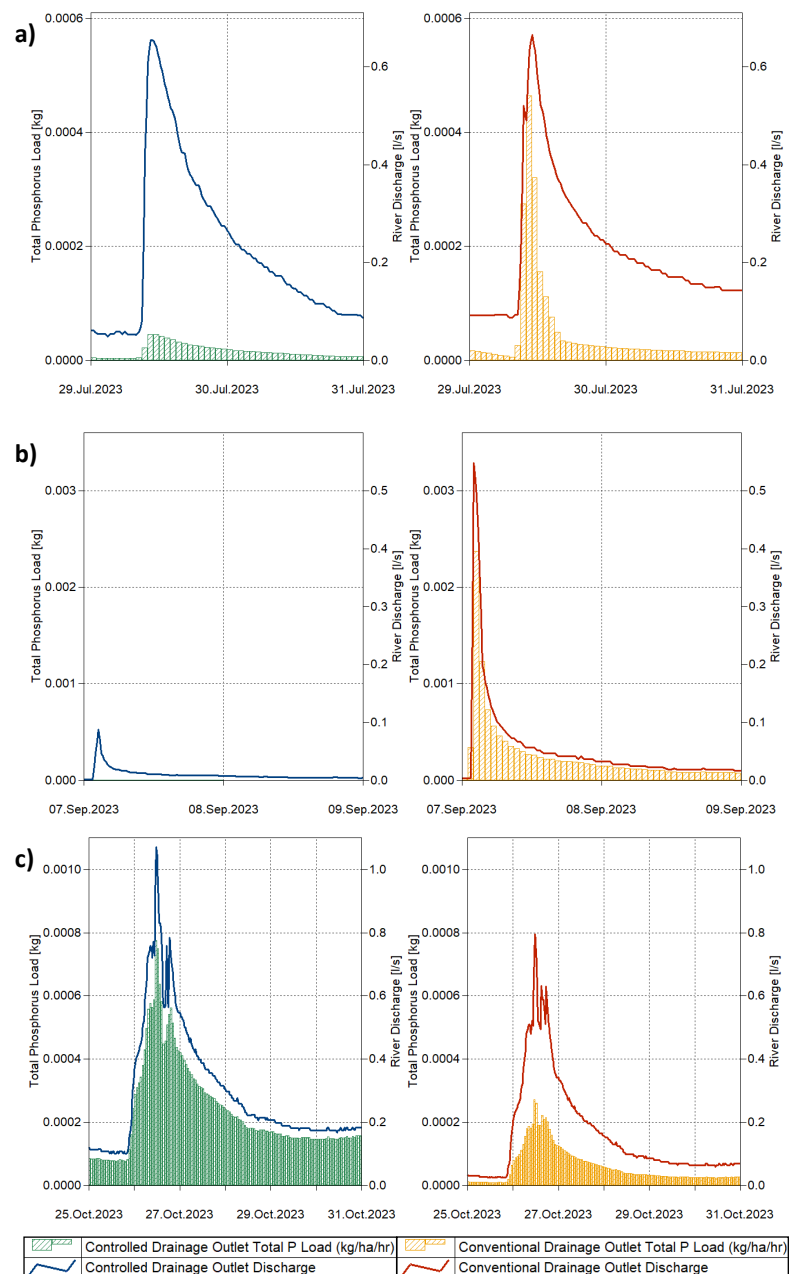 a)
0.0006
0.0004
0.0002
0.0000
Total Phosphorus Load [kg]
0.6
0.4
0.2
0.0
River Discharge [l/s]
29.Jul.2023 30.Jul.2023 31.Jul.2023
0.0006
0.0004
0.0002
0.0000
Total Phosphorus Load [kg]
0.6
0.4
0.2
0.0
River Discharge [l/s]
29.Jul.2023 30.Jul.2023 31.Jul.2023
b)
0.003
0.002
0.001
0.000
Total Phosphorus Load [kg]
0.5
0.4
0.3
0.2
0.1
0.0
River Discharge [l/s]
07.Sep.2023 08.Sep.2023 09.Sep.2023
0.003
0.002
0.001
0.000
Total Phosphorus Load [kg]
0.5
0.4
0.3
0.2
0.1
0.0
River Discharge [l/s]
07.Sep.2023 08.Sep.2023 09.Sep.2023
c)
0.0010
0.0008
0.0006
0.0004
0.0002
0.0000
Total Phosphorus Load [kg]
1.0
0.8
0.6
0.4
0.2
0.0
River Discharge [l/s]
25.Oct.2023 27.Oct.2023 29.Oct.2023 31.Oct.2023
0.0010
0.0008
0.0006
0.0004
0.0002
0.0000
Total Phosphorus Load [kg]
1.0
0.8
0.6
0.4
0.2
0.0
River Discharge [l/s]
25.Oct.2023 27.Oct.2023 29.Oct.2023 31.Oct.2023
Controlled Drainage Outlet Total P Load (kg/ha/hr) Conventional Drainage Outlet Total P Load (kg/ha/hr)
Controlled Drainage Outlet Discharge Conventional Drainage Outlet Discharge